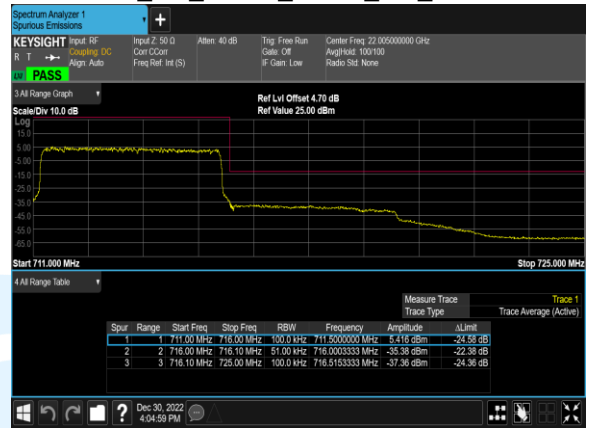 Spectrum Analyzer 1
Spurious Emissions
KEYSIGHT Input: RF Input Z: 50 Ω Atten: 40 dB Trig: Free Run Center Freq: 22.005000000 GHz
R T Coupling: DC Corr CCorr Gate: Off Avg|Hold: 100/100
Align: Auto Freq Ref: Int (S) IF Gain: Low Radio Std: None
PASS
3 All Range Graph
Ref Lvl Offset 4.70 dB
Scale/Div 10.0 dB Ref Value 25.00 dBm
Log
15.0
5.00
-5.00
-15.0
-25.0
-35.0
-45.0
-55.0
-65.0
Start 711.000 MHz Stop 725.000 MHz
4 All Range Table
Measure Trace Trace 1
Trace Type Trace Average (Active)
Spur Range Start Freq Stop Freq RBW Frequency Amplitude ΔLimit
1 1 711.00 MHz 716.00 MHz 100.0 kHz 711.5000000 MHz 5.416 dBm -24.58 dB
2 2 716.00 MHz 716.10 MHz 51.00 kHz 716.0003333 MHz -35.38 dBm -22.38 dB
3 3 716.10 MHz 725.00 MHz 100.0 kHz 716.5153333 MHz -37.36 dBm -24.36 dB
? Dec 30, 2022
4:04:59 PM